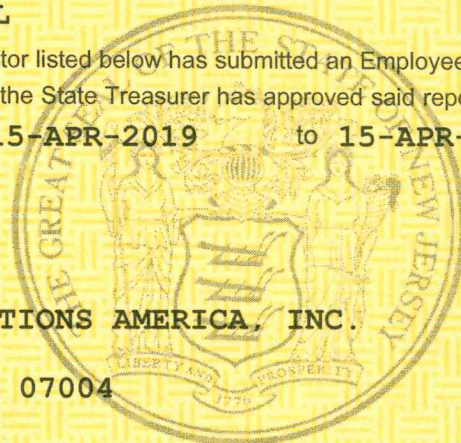 L
tor listed below has submitted an Employee
the State Treasurer has approved said repo
15-APR-2019 to 15-APR-
THE GREAT SEAL OF THE STATE OF NEW JERSEY
TIONS AMERICA, INC.
LIBERTY AND PROSPERITY
1776
07004